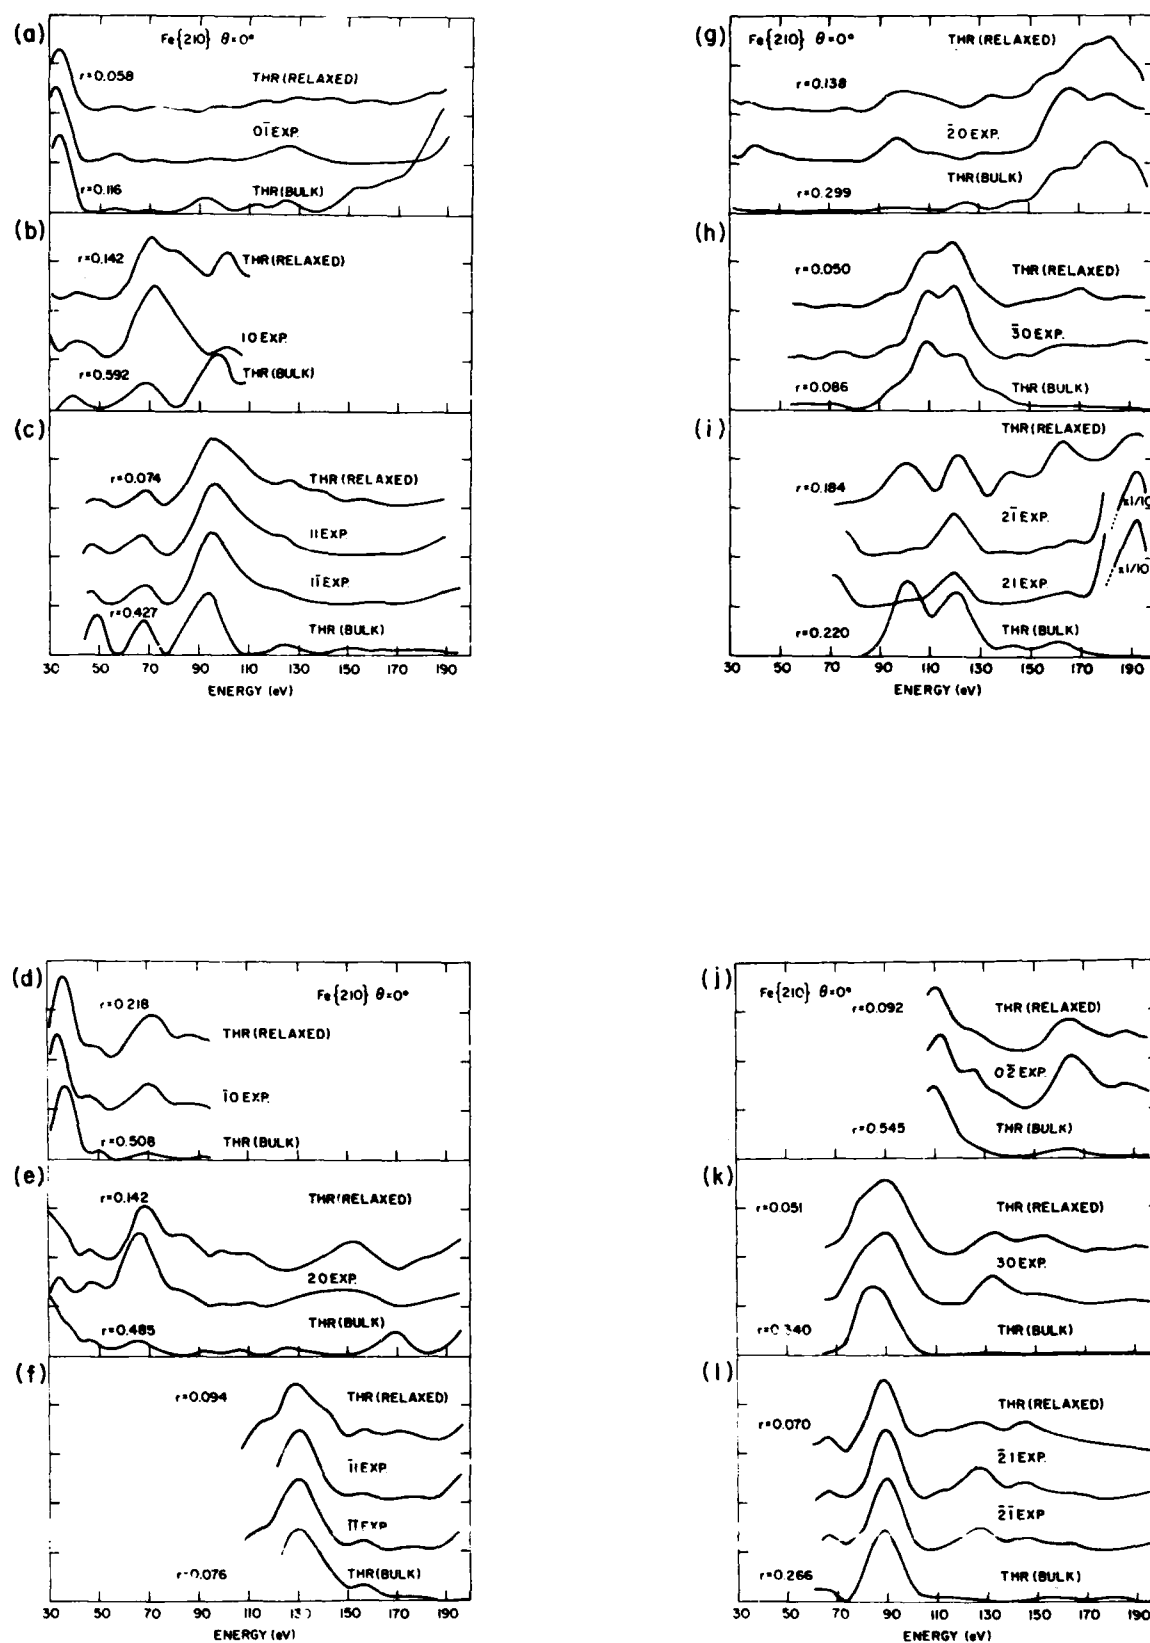 (a)
Fe{210} θ=0°
r=0.058
THR (RELAXED)
01̄ EXP.
r=0.116
THR (BULK)
(b)
r=0.142
THR (RELAXED)
10 EXP.
r=0.592
THR (BULK)
(c)
r=0.074
THR (RELAXED)
11 EXP
11̄ EXP.
r=0.427
THR (BULK)
30 50 70 90 110 130 150 170 190
ENERGY (eV)
(g)
Fe{210} θ=0°
THR (RELAXED)
r=0.138
2̄0 EXP.
THR (BULK)
r=0.299
(h)
r=0.050
THR (RELAXED)
3̄0 EXP.
r=0.086
THR (BULK)
(i)
THR (RELAXED)
r=0.184
x1/10
21̄ EXP.
21 EXP
x1/10
r=0.220
THR (BULK)
30 50 70 90 110 130 150 170 190
ENERGY (eV)
(d)
Fe{210} θ=0°
r=0.218
THR (RELAXED)
1̄0 EXP.
r=0.508
THR (BULK)
(e)
r=0.142
THR (RELAXED)
20 EXP.
THR (BULK)
r=0.485
(f)
r=0.094
THR (RELAXED)
1̄1 EXP.
1̄1̄ EXP.
r=0.076
THR (BULK)
30 50 70 90 110 150 170 190
ENERGY (eV)
(j)
Fe{210} θ=0°
r=0.092
THR (RELAXED)
02̄ EXP.
r=0.545
THR (BULK)
(k)
r=0.051
THR (RELAXED)
30 EXP.
r=0.340
THR (BULK)
(l)
r=0.070
THR (RELAXED)
2̄1 EXP.
2̄1̄ EXP
r=0.266
THR (BULK)
30 50 70 90 110 130 150 170 190
ENERGY (eV)